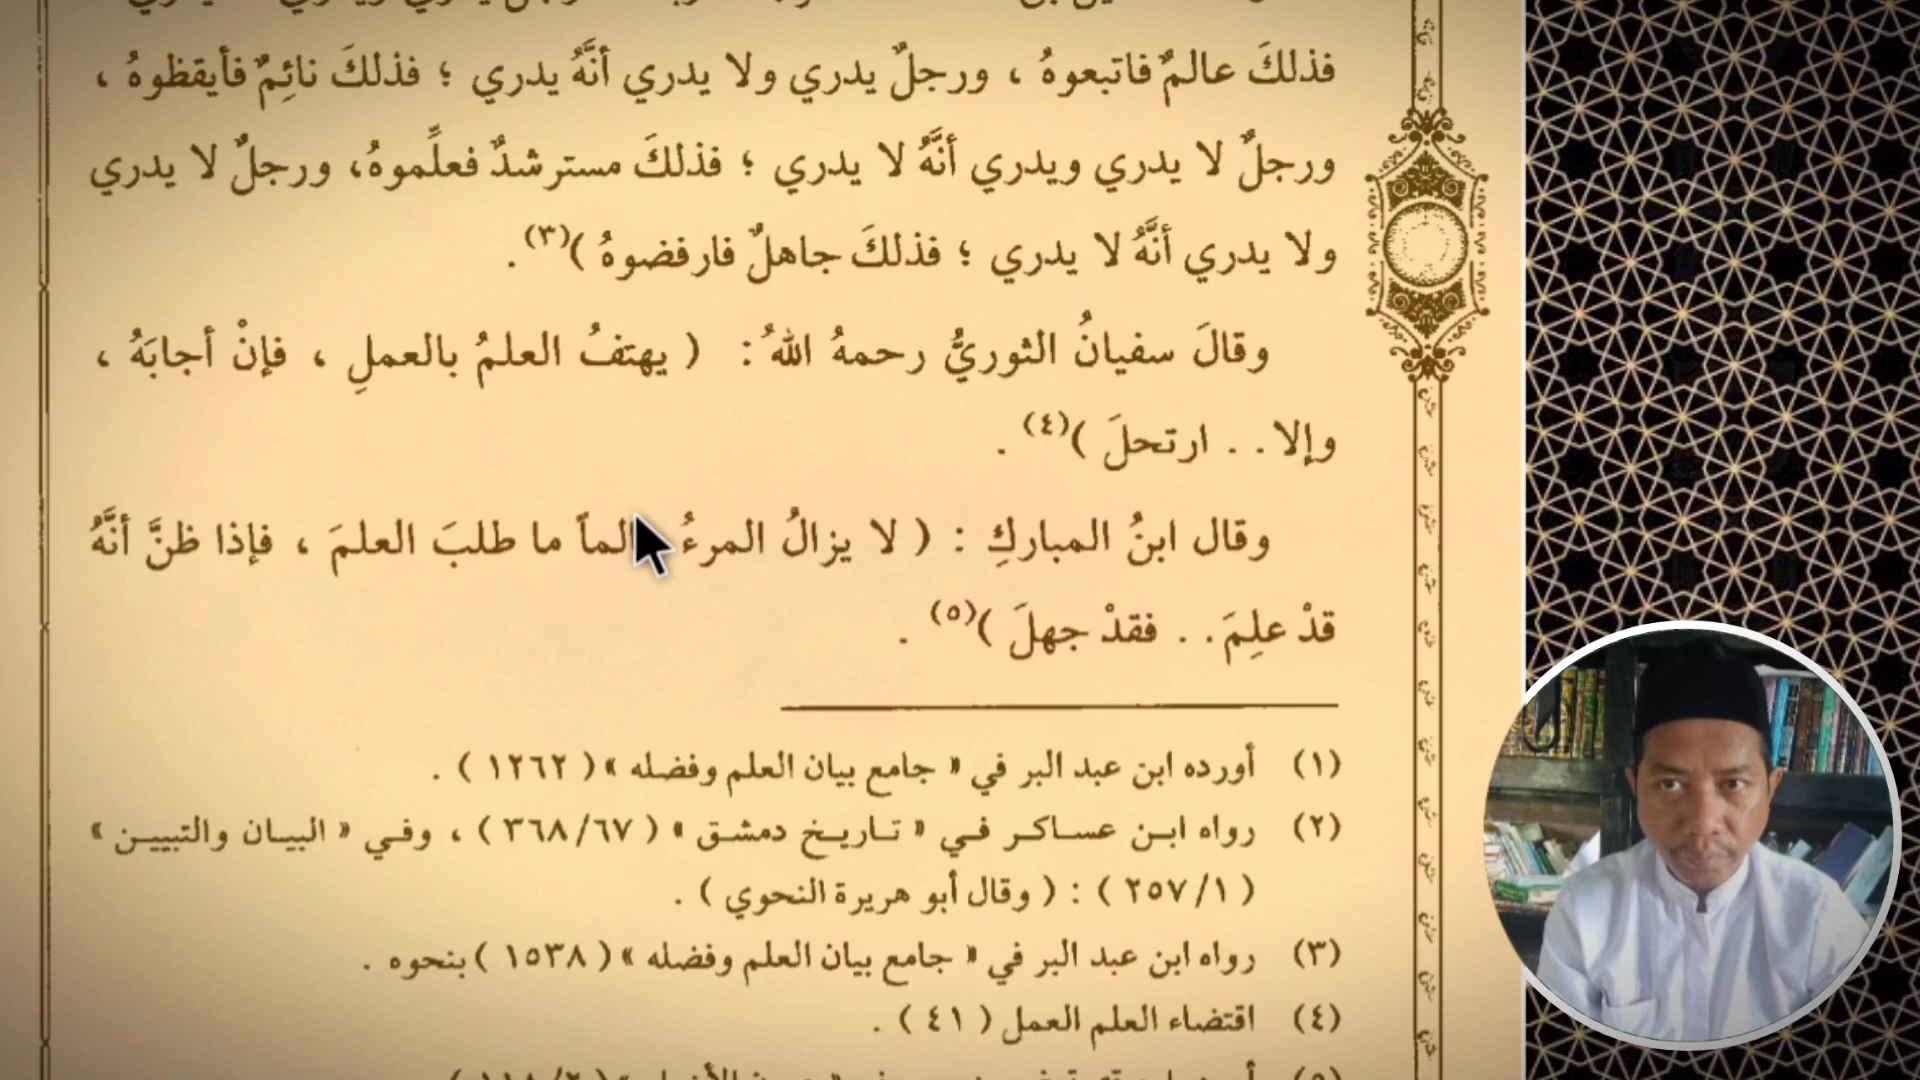 فذلكَ عالمٌ فاتبعوهُ ، ورجلٌ يدري ولا يدري أنَّهُ يدري ؛ فذلكَ نائِمٌ فأيقظوهُ ،
ورجلٌ لا يدري ويدري أنَّهُ لا يدري ؛ فذلكَ مسترشدٌ فعلِّموهُ، ورجلٌ لا يدري
ولا يدري أنَّهُ لا يدري ؛ فذلكَ جاهلٌ فارفضوهُ )(٣) .
وقالَ سفيانُ الثوريُّ رحمهُ اللهُ : ( يهتفُ العلمُ بالعملِ ، فإنْ أجابَهُ ،
وإلا . . ارتحلَ )(٤) .
وقال ابنُ المباركِ : ( لا يزالُ المرءُ ما طلبَ العلمَ ، فإذا ظنَّ أنَّهُ
قدْ علِمَ . . فقدْ جهلَ )(٥) .
(١) أورده ابن عبد البر في « جامع بيان العلم وفضله » ( ١٢٦٢ ) .
(٢) رواه ابن عساكر في « تاريخ دمشق » ( ٣٦٨/٦٧ ) ، وفي « البيان والتبيين »
( ٢٥٧/١ ) : ( وقال أبو هريرة النحوي ) .
(٣) رواه ابن عبد البر في « جامع بيان العلم وفضله » ( ١٥٣٨ ) بنحوه .
(٤) اقتضاء العلم العمل ( ٤١ ) .